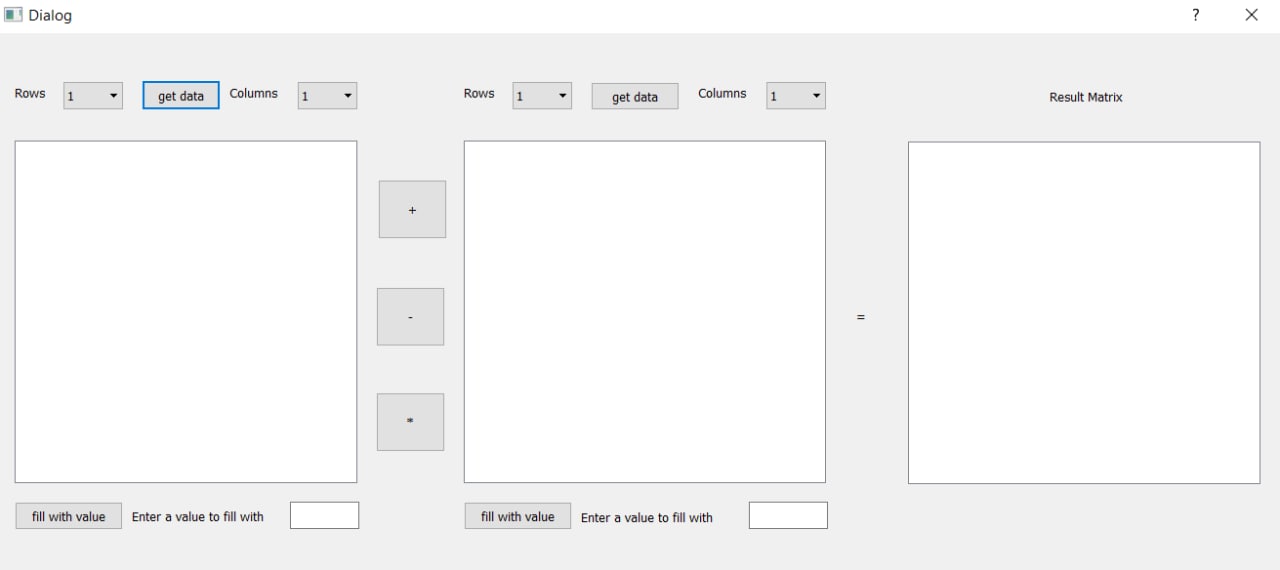 Dialog
?
Rows 1 get data Columns 1
Rows 1 get data Columns 1
Result Matrix
+
-
=
*
fill with value Enter a value to fill with
fill with value Enter a value to fill with